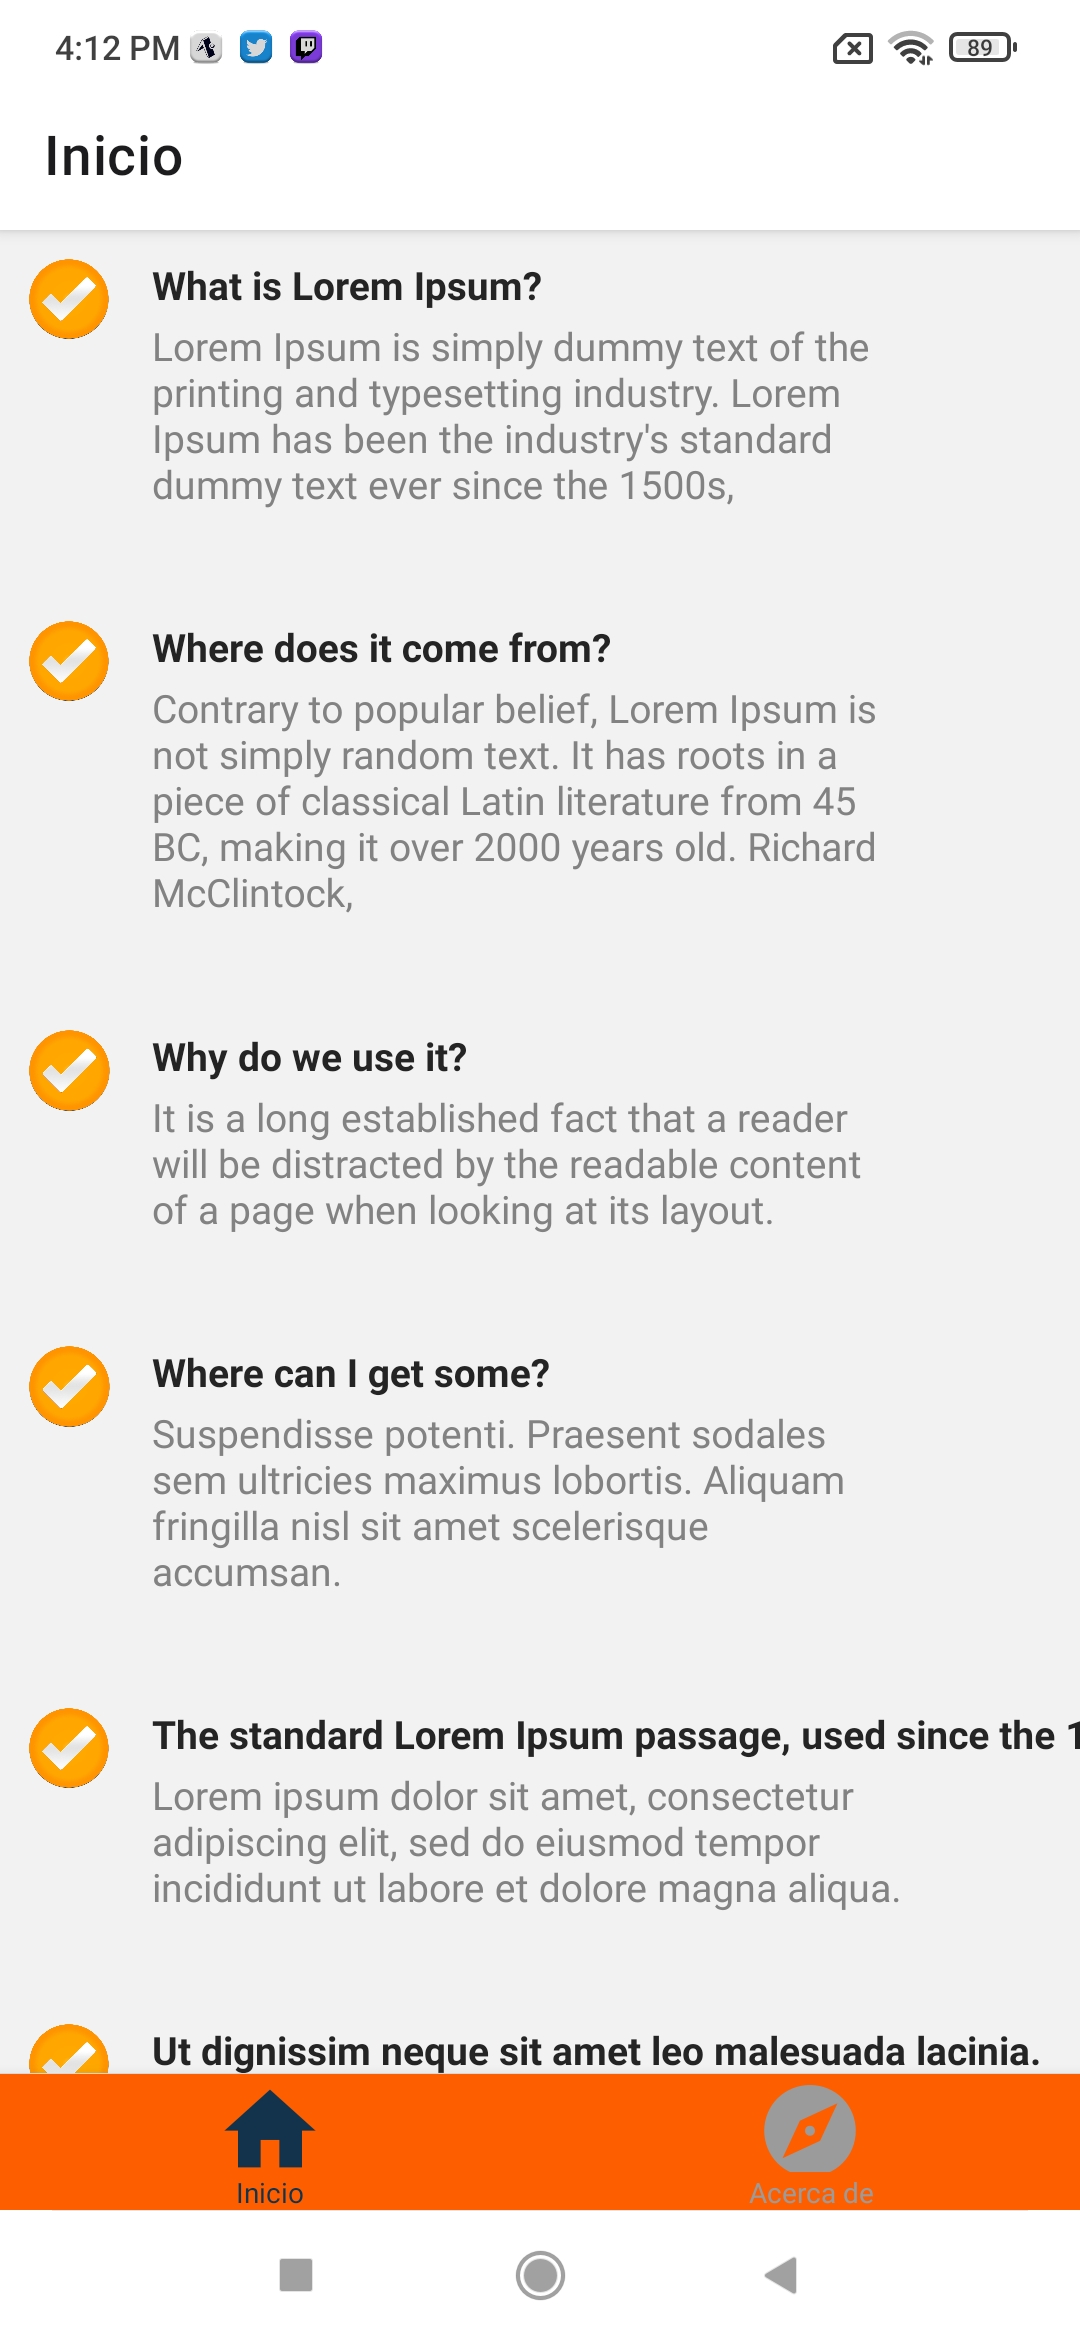 4:12 PM
89
Inicio
What is Lorem Ipsum?
Lorem Ipsum is simply dummy text of the
printing and typesetting industry. Lorem
Ipsum has been the industry's standard
dummy text ever since the 1500s,
Where does it come from?
Contrary to popular belief, Lorem Ipsum is
not simply random text. It has roots in a
piece of classical Latin literature from 45
BC, making it over 2000 years old. Richard
McClintock,
Why do we use it?
It is a long established fact that a reader
will be distracted by the readable content
of a page when looking at its layout.
Where can I get some?
Suspendisse potenti. Praesent sodales
sem ultricies maximus lobortis. Aliquam
fringilla nisl sit amet scelerisque
accumsan.
The standard Lorem Ipsum passage, used since the 1
Lorem ipsum dolor sit amet, consectetur
adipiscing elit, sed do eiusmod tempor
incididunt ut labore et dolore magna aliqua.
Ut dignissim neque sit amet leo malesuada lacinia.
Inicio
Acerca de